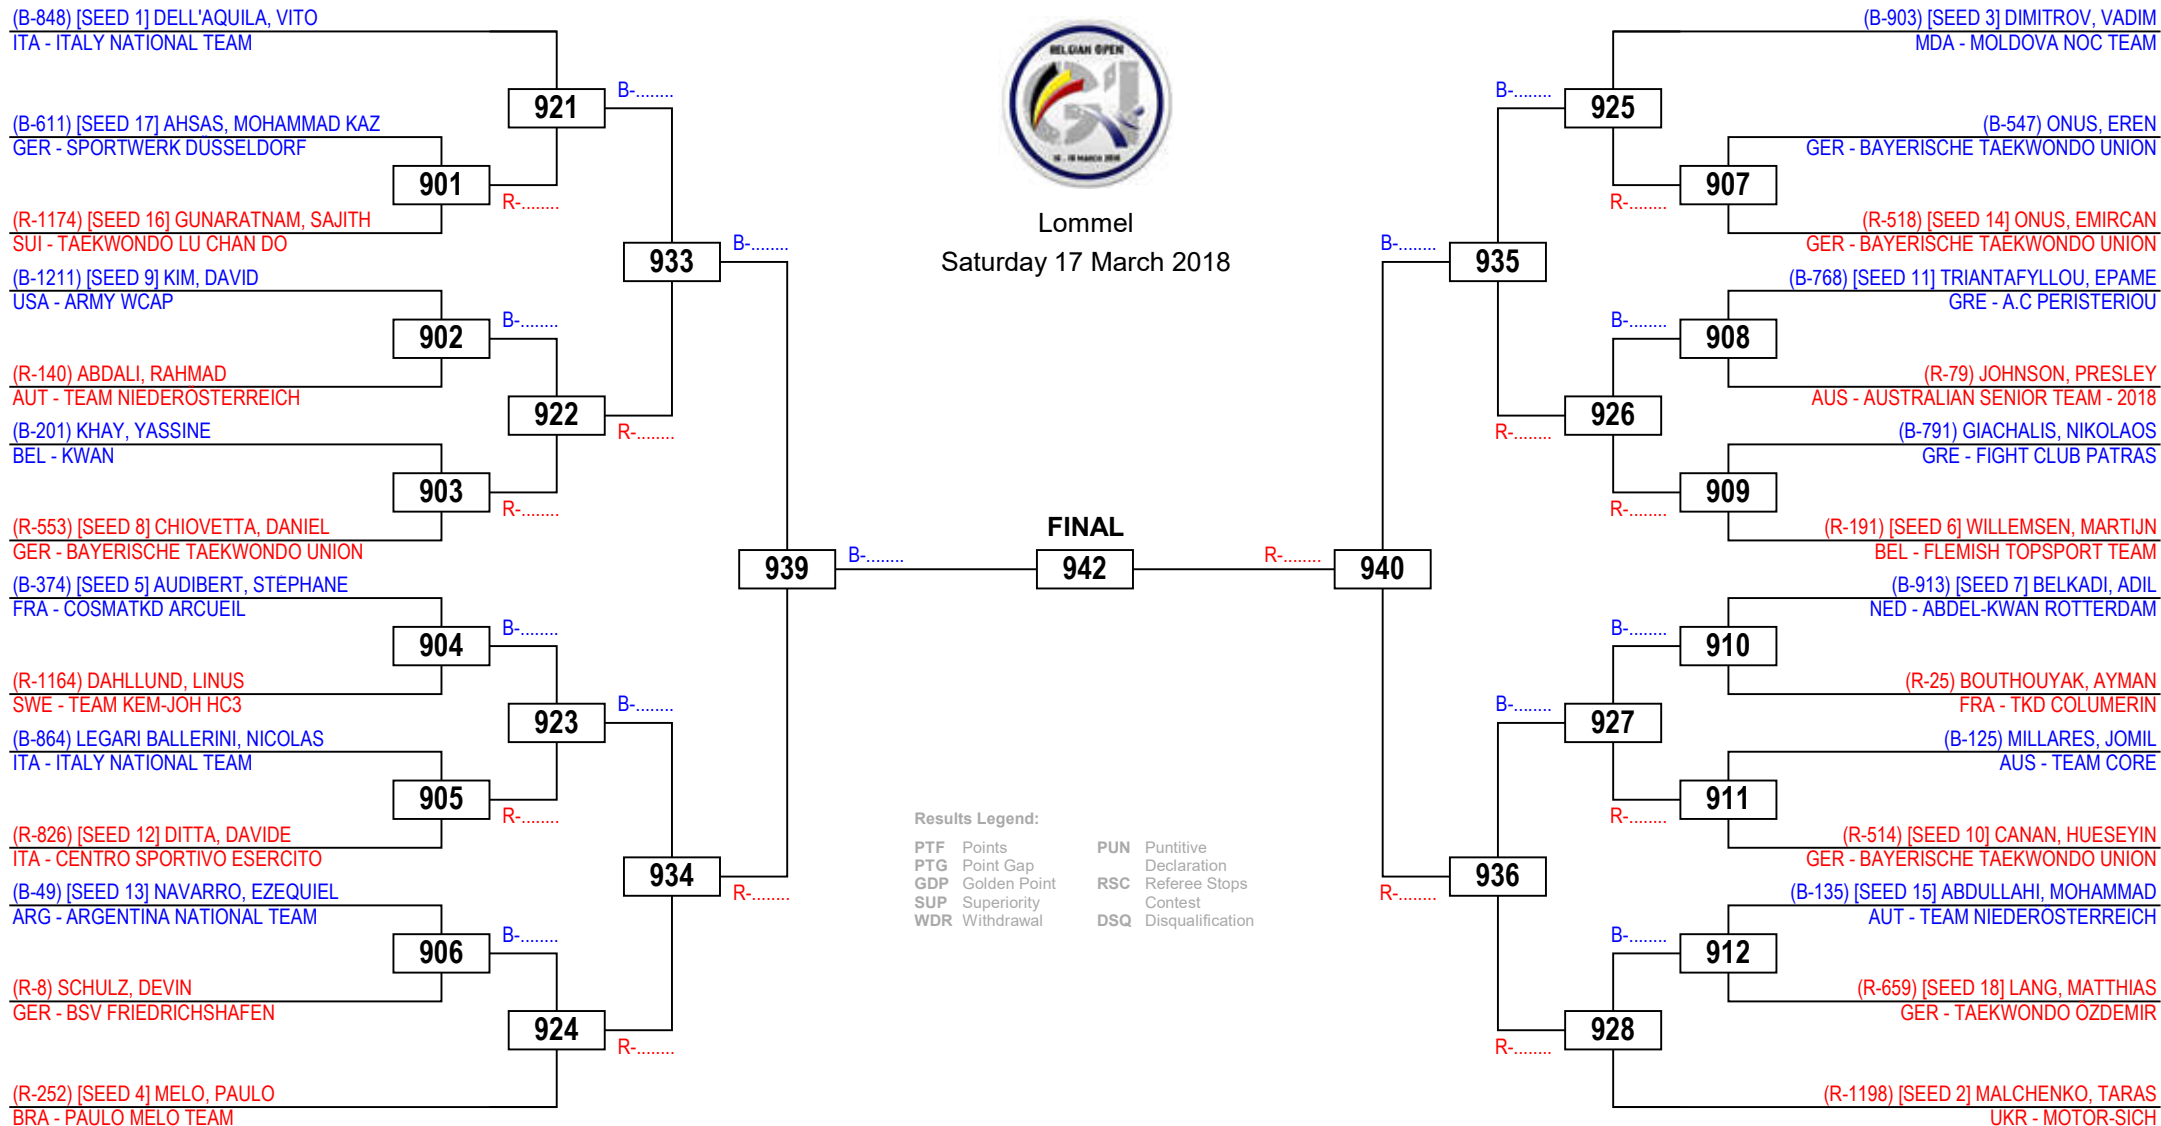 (B-848) [SEED 1] DELL'AQUILA, VITO
ITA - ITALY NATIONAL TEAM
921
B-........
(B-611) [SEED 17] AHSAS, MOHAMMAD KAZ
GER - SPORTWERK DÜSSELDORF
901
R-........
(R-1174) [SEED 16] GUNARATNAM, SAJITH
SUI - TAEKWONDO LU CHAN DO
933
B-........
(B-1211) [SEED 9] KIM, DAVID
USA - ARMY WCAP
902
B-........
(R-140) ABDALI, RAHMAD
AUT - TEAM NIEDERÖSTERREICH
922
R-........
(B-201) KHAY, YASSINE
BEL - KWAN
903
R-........
(R-553) [SEED 8] CHIOVETTA, DANIEL
GER - BAYERISCHE TAEKWONDO UNION
939
B-........
(B-374) [SEED 5] AUDIBERT, STÉPHANE
FRA - COSMATKD ARCUEIL
904
B-........
(R-1164) DAHLLUND, LINUS
SWE - TEAM KEM-JOH HC3
923
B-........
(B-864) LEGARI BALLERINI, NICOLAS
ITA - ITALY NATIONAL TEAM
905
R-........
(R-826) [SEED 12] DITTA, DAVIDE
ITA - CENTRO SPORTIVO ESERCITO
934
R-........
(B-49) [SEED 13] NAVARRO, EZEQUIEL
ARG - ARGENTINA NATIONAL TEAM
906
B-........
(R-8) SCHULZ, DEVIN
GER - BSV FRIEDRICHSHAFEN
924
R-........
(R-252) [SEED 4] MELO, PAULO
BRA - PAULO MELO TEAM
BELGIAN OPEN
G1
16 - 18 MARCH 2018
Lommel
Saturday 17 March 2018
FINAL
942
Results Legend:
PTF Points
PTG Point Gap
GDP Golden Point
SUP Superiority
WDR Withdrawal
PUN Puntitive
Declaration
RSC Referee Stops
Contest
DSQ Disqualification
(B-903) [SEED 3] DIMITROV, VADIM
MDA - MOLDOVA NOC TEAM
B-........
925
(B-547) ONUS, EREN
GER - BAYERISCHE TAEKWONDO UNION
907
R-........
(R-518) [SEED 14] ONUS, EMIRCAN
GER - BAYERISCHE TAEKWONDO UNION
B-........
935
(B-768) [SEED 11] TRIANTAFYLLOU, EPAME
GRE - A.C PERISTERIOU
B-........
908
(R-79) JOHNSON, PRESLEY
AUS - AUSTRALIAN SENIOR TEAM - 2018
926
R-........
(B-791) GIACHALIS, NIKOLAOS
GRE - FIGHT CLUB PATRAS
909
R-........
(R-191) [SEED 6] WILLEMSEN, MARTIJN
BEL - FLEMISH TOPSPORT TEAM
R-........
940
(B-913) [SEED 7] BELKADI, ADIL
NED - ABDEL-KWAN ROTTERDAM
B-........
910
(R-25) BOUTHOUYAK, AYMAN
FRA - TKD COLUMERIN
B-........
927
(B-125) MILLARES, JOMIL
AUS - TEAM CORE
911
R-........
(R-514) [SEED 10] CANAN, HUESEYIN
GER - BAYERISCHE TAEKWONDO UNION
936
R-........
(B-135) [SEED 15] ABDULLAHI, MOHAMMAD
AUT - TEAM NIEDERÖSTERREICH
B-........
912
(R-659) [SEED 18] LANG, MATTHIAS
GER - TAEKWONDO ÖZDEMIR
928
R-........
(R-1198) [SEED 2] MALCHENKO, TARAS
UKR - MOTOR-SICH